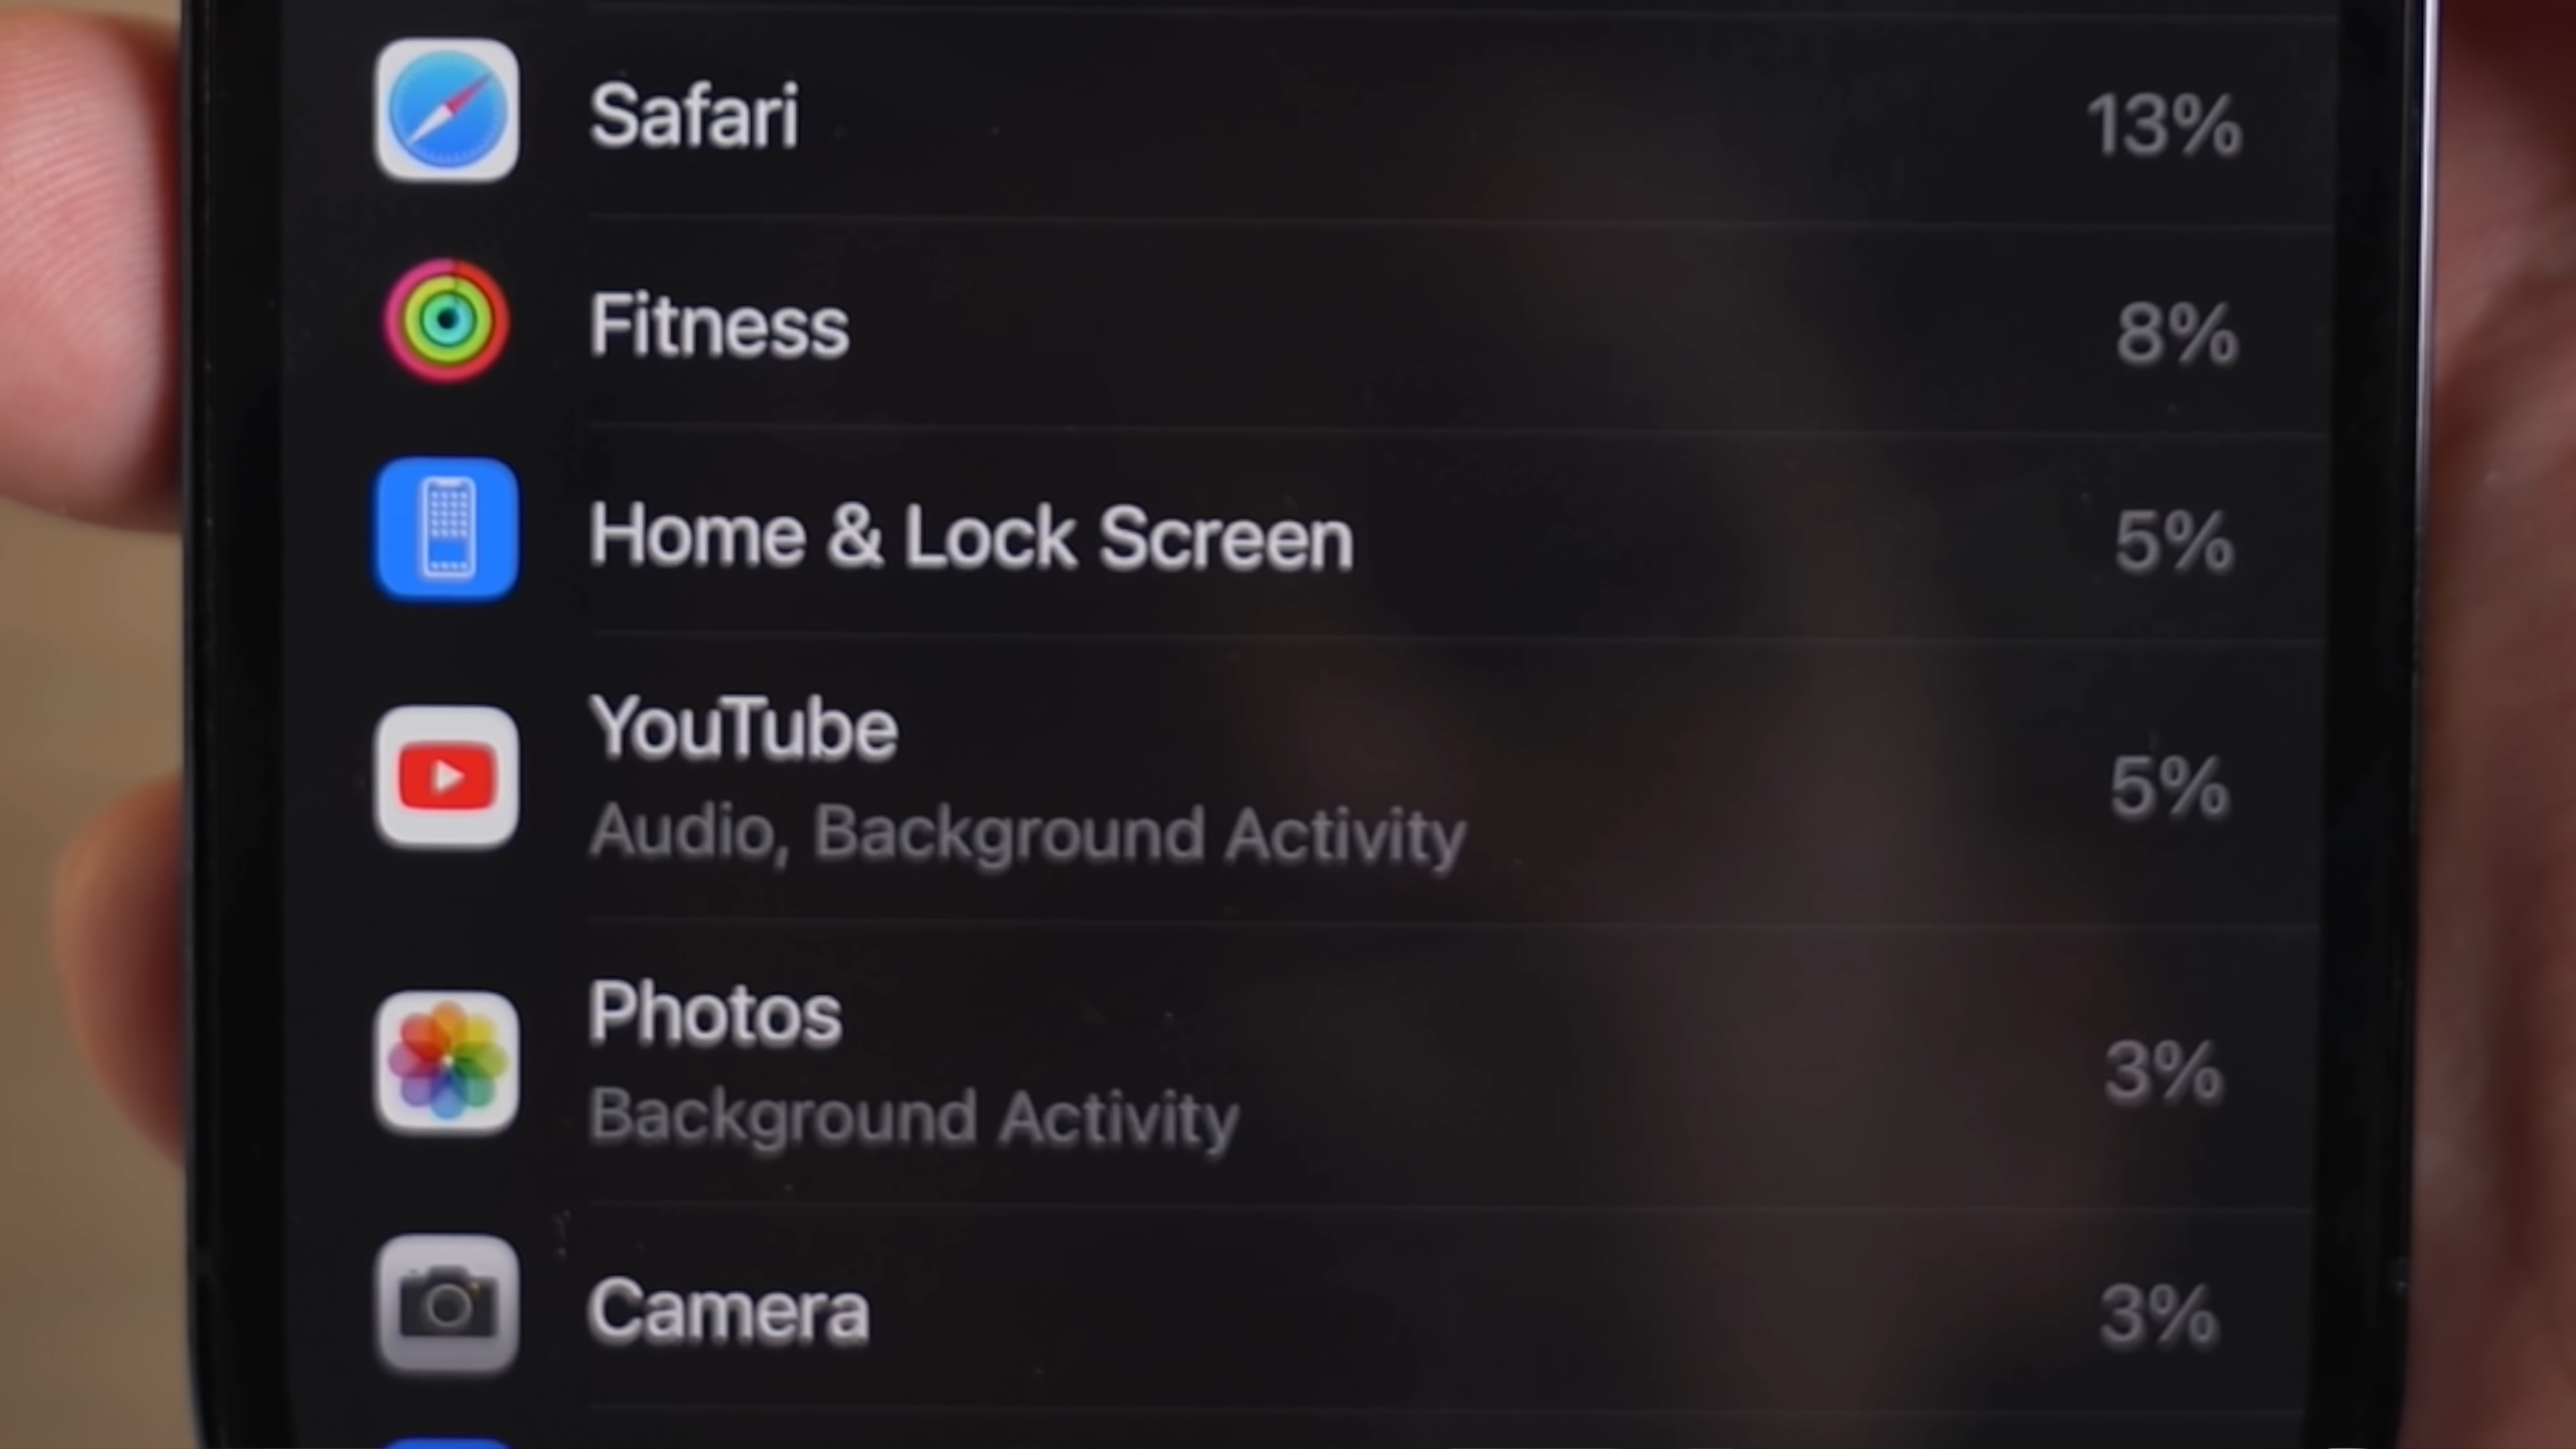 Safari 13%
Fitness 8%
Home & Lock Screen 5%
YouTube
Audio, Background Activity 5%
Photos
Background Activity 3%
Camera 3%